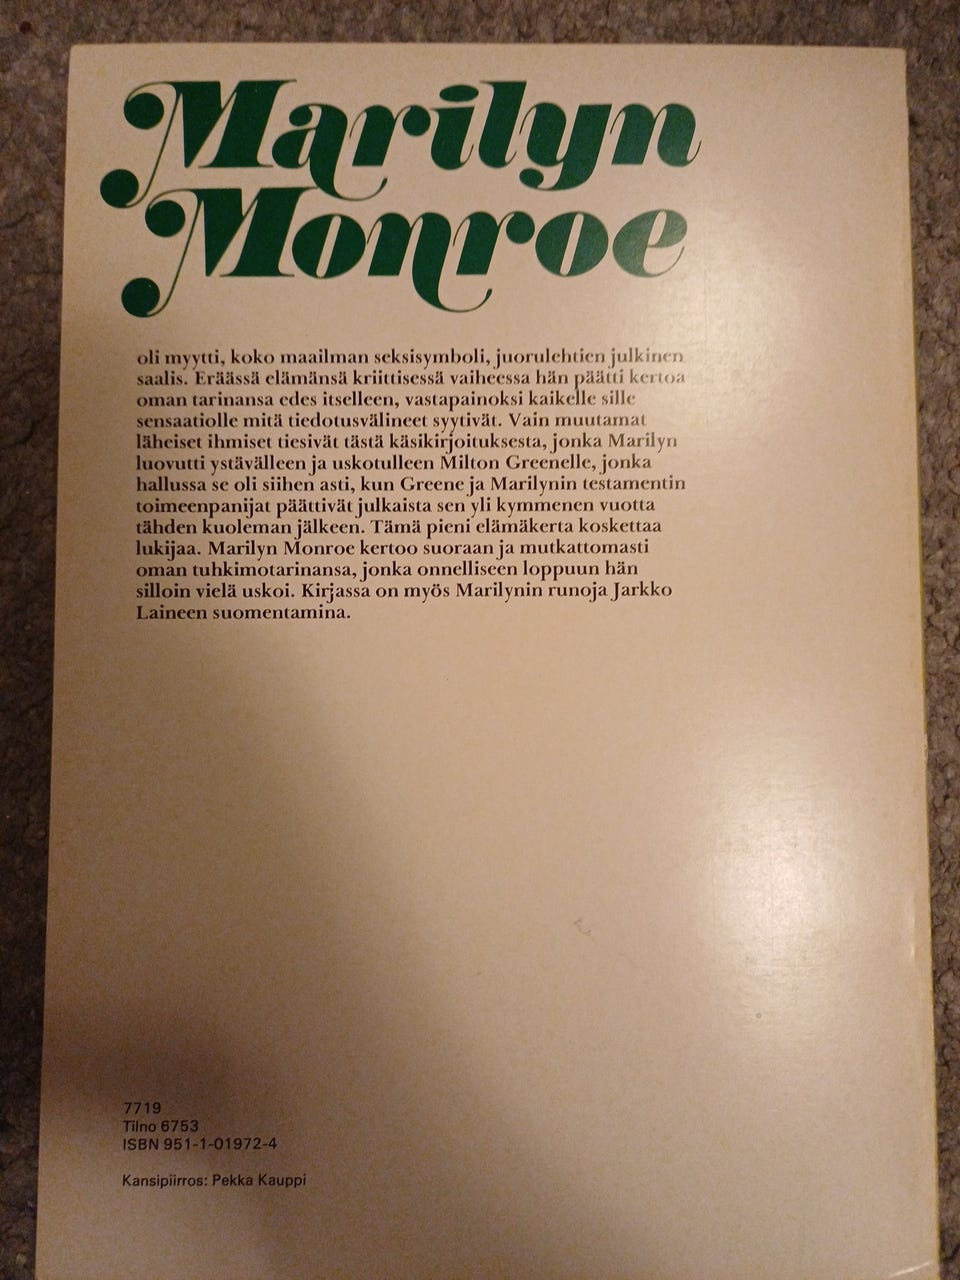 Marilyn
Monroe
oli myytti, koko maailman seksisymboli, juorulehtien julkinen
saalis. Eräässä elämänsä kriittisessä vaiheessa hän päätti kertoa
oman tarinansa edes itselleen, vastapainoksi kaikelle sille
sensaatiolle mitä tiedotusvälineet syytivät. Vain muutamat
läheiset ihmiset tiesivät tästä käsikirjoituksesta, jonka Marilyn
luovutti ystävälleen ja uskotulleen Milton Greenelle, jonka
hallussa se oli siihen asti, kun Greene ja Marilynin testamentin
toimeenpanijat päättivät julkaista sen yli kymmenen vuotta
tähden kuoleman jälkeen. Tämä pieni elämäkerta koskettaa
lukijaa. Marilyn Monroe kertoo suoraan ja mutkattomasti
oman tuhkimotarinansa, jonka onnelliseen loppuun hän
silloin vielä uskoi. Kirjassa on myös Marilynin runoja Jarkko
Laineen suomentamina.
7719
Tilno 6753
ISBN 951-1-01972-4
Kansipiirros: Pekka Kauppi